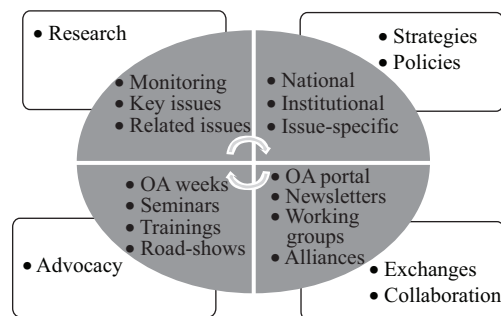 • Research
• Strategies
• Policies
• Monitoring
• Key issues
• Related issues
• National
• Institutional
• Issue-specific
• OA weeks
• Seminars
• Trainings
• Road-shows
• OA portal
• Newsletters
• Working
groups
• Alliances
• Advocacy
• Exchanges
• Collaboration